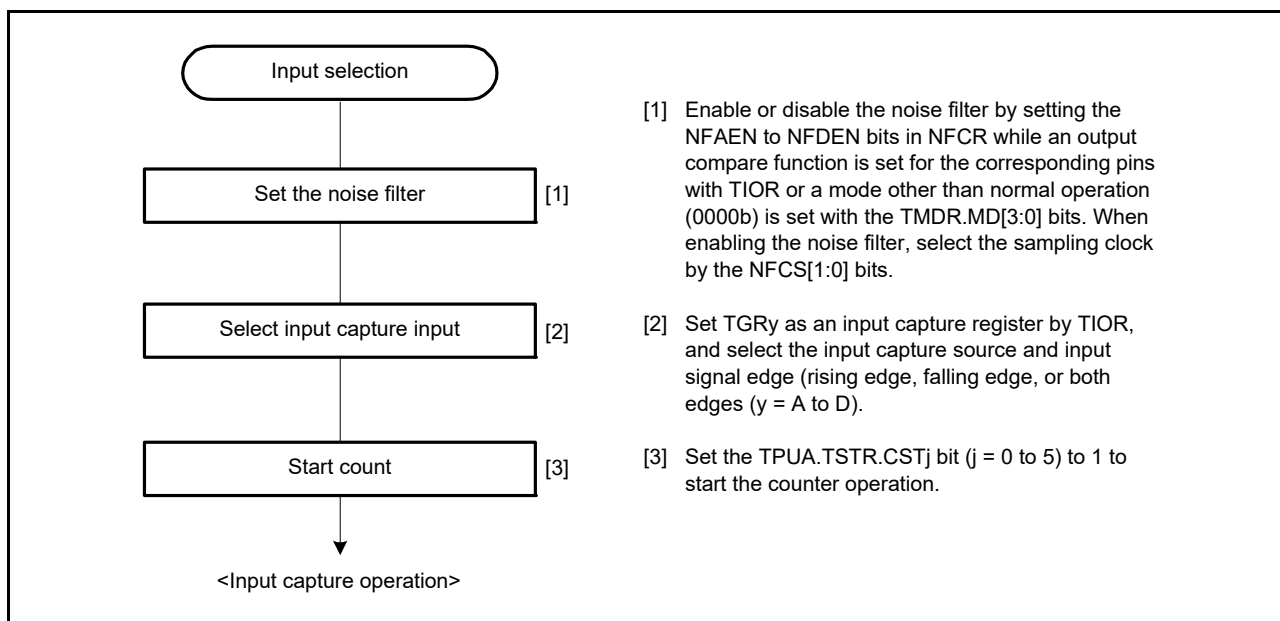 Input selection
Set the noise filter
[1]
Select input capture input
[2]
Start count
[3]
<Input capture operation>
[1] Enable or disable the noise filter by setting the
NFAEN to NFDEN bits in NFCR while an output
compare function is set for the corresponding pins
with TIOR or a mode other than normal operation
(0000b) is set with the TMDR.MD[3:0] bits. When
enabling the noise filter, select the sampling clock
by the NFCS[1:0] bits.
[2] Set TGRy as an input capture register by TIOR,
and select the input capture source and input
signal edge (rising edge, falling edge, or both
edges (y = A to D).
[3] Set the TPUA.TSTR.CSTj bit (j = 0 to 5) to 1 to
start the counter operation.